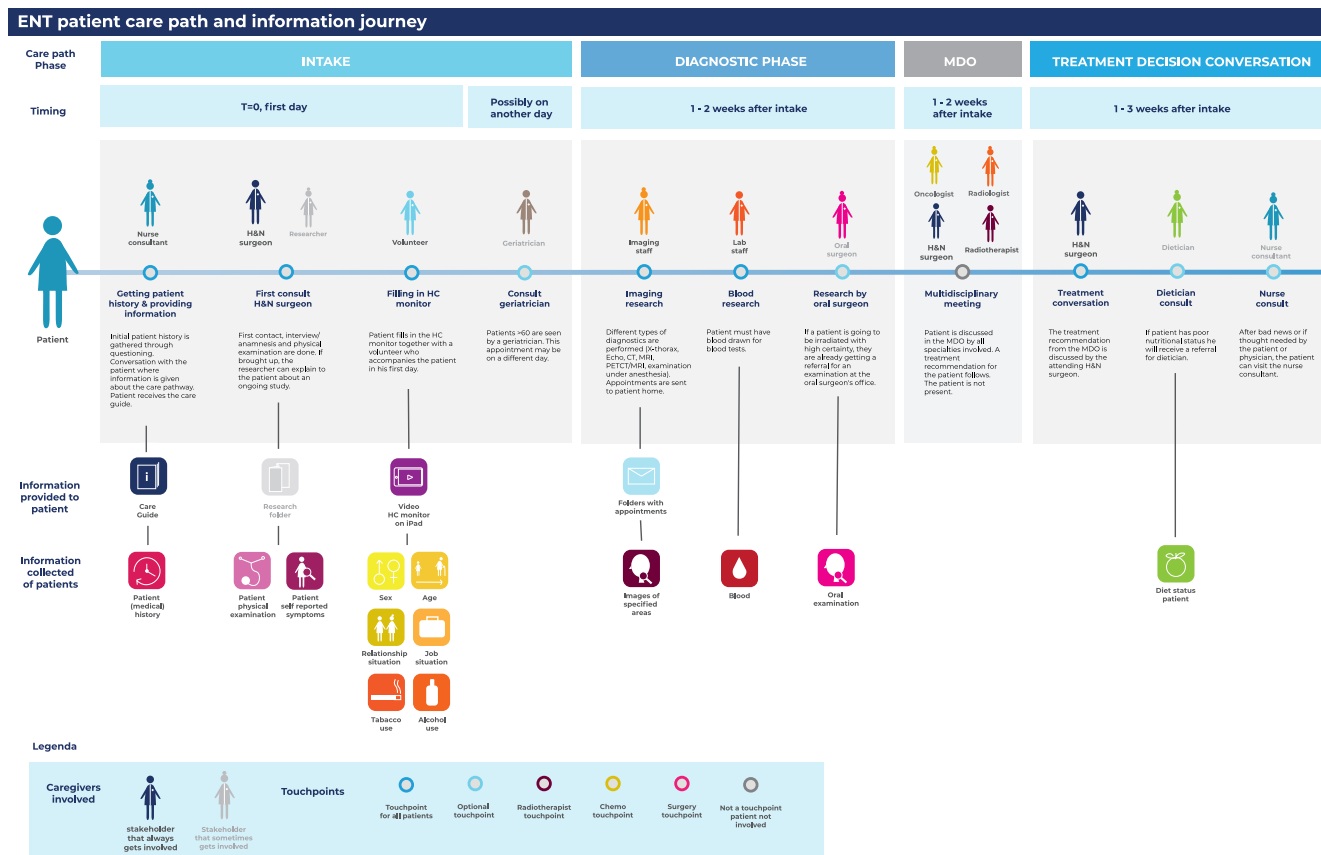 ENT patient care path and information journey
Care path
Phase
INTAKE
DIAGNOSTIC PHASE
MDO
TREATMENT DECISION CONVERSATION
Timing
T=0, first day
Possibly on
another day
1 - 2 weeks after intake
1 - 2 weeks
after intake
1 - 3 weeks after intake
Patient
Nurse
consultant
H&N
surgeon
Researcher
Volunteer
Geriatrician
Imaging
staff
Lab
staff
Oral
surgeon
Oncologist
Radiologist
H&N
surgeon
Radiotherapist
H&N
surgeon
Dietician
Nurse
consultant
Getting patient
history & providing
information
Initial patient history is
gathered through
questioning.
Conversation with the
patient where
information is given
about the care pathway.
Patient receives the care
guide.
First consult
H&N surgeon
First contact, interview/
anamnesis and physical
examination are done. If
brought up, the
researcher can explain to
the patient about an
ongoing study.
Filling in HC
monitor
Patient fills in the HC
monitor together with a
volunteer who
accompanies the patient
in his first day.
Consult
geriatrician
Patients >60 are seen
by a geriatrician. This
appointment may be
on a different day.
Imaging
research
Different types of
diagnostics are
performed (X-thorax,
Echo, CT, MRI,
PETCT/MRI, examination
under anesthesia).
Appointments are sent
to patient home.
Blood
research
Patient must have
blood drawn for
blood tests.
Research by
oral surgeon
If a patient is going to
be irradiated with
high certainty, they
are already getting a
referral for an
examination at the
oral surgeon's office.
Multidisciplinary
meeting
Patient is discussed
in the MDO by all
specialties involved. A
treatment
recommendation for
the patient follows.
The patient is not
present.
Treatment
conversation
The treatment
recommendation
from the MDO is
discussed by the
attending H&N
surgeon.
Dietician
consult
If patient has poor
nutritional status he
will receive a referral
for dietician.
Nurse
consult
After bad news or if
thought needed by
the patient or
physician, the patient
can visit the nurse
consultant.
Information
provided to
patient
Care
Guide
Research
folder
Video
HC monitor
on iPad
Folders with
appointments
Information
collected
of patients
Patient
(medical)
history
Patient
physical
examination
Patient
self reported
symptoms
Sex
Age
Relationship
situation
Job
situation
Tabacco
use
Alcohol
use
Images of
specified
areas
Blood
Oral
examination
Diet status
patient
Legenda
Caregivers
involved
stakeholder
that always
gets involved
Stakeholder
that sometimes
gets involved
Touchpoints
Touchpoint
for all patients
Optional
touchpoint
Radiotherapist
touchpoint
Chemo
touchpoint
Surgery
touchpoint
Not a touchpoint
patient not
involved